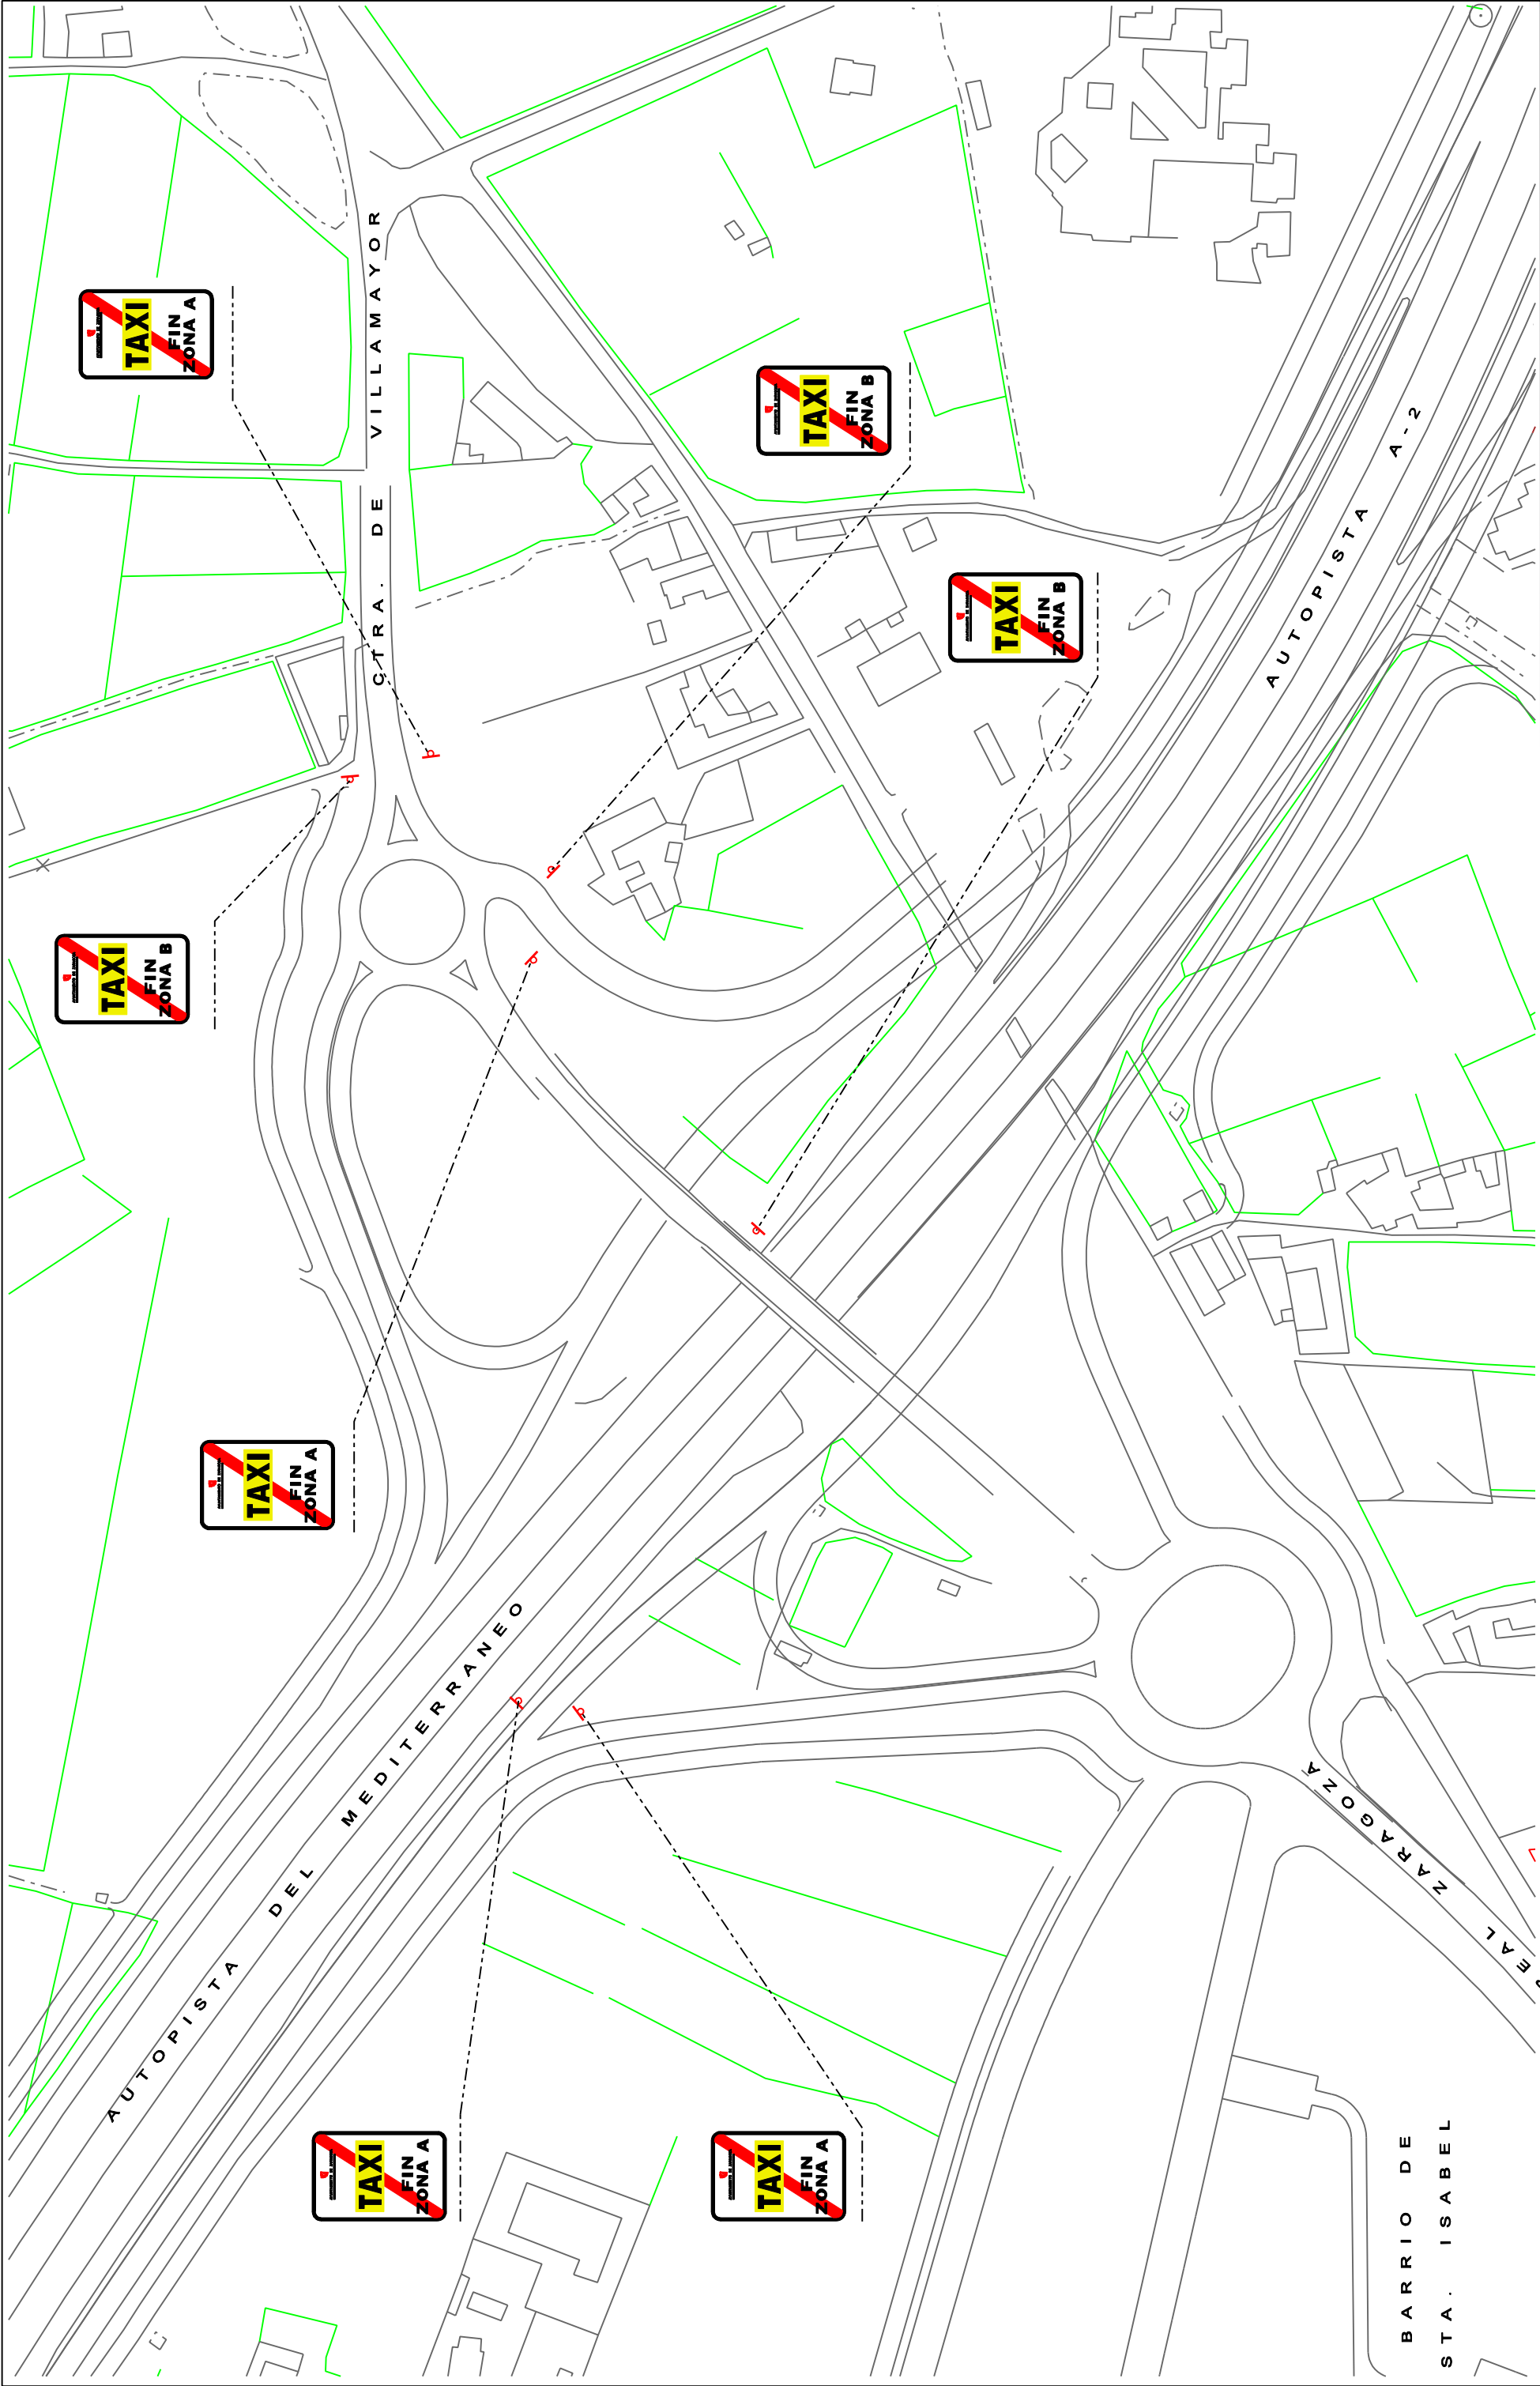 CTRA. DE VILLAMAYOR
TAXI
FIN
ZONA A
TAXI
FIN
ZONA B
TAXI
FIN
ZONA B
TAXI
FIN
ZONA B
TAXI
FIN
ZONA A
TAXI
FIN
ZONA A
TAXI
FIN
ZONA A
AUTOPISTA A-2
AUTOPISTA DEL MEDITERRANEO
ZARAGOZA
BARRIO DE
STA. ISABEL